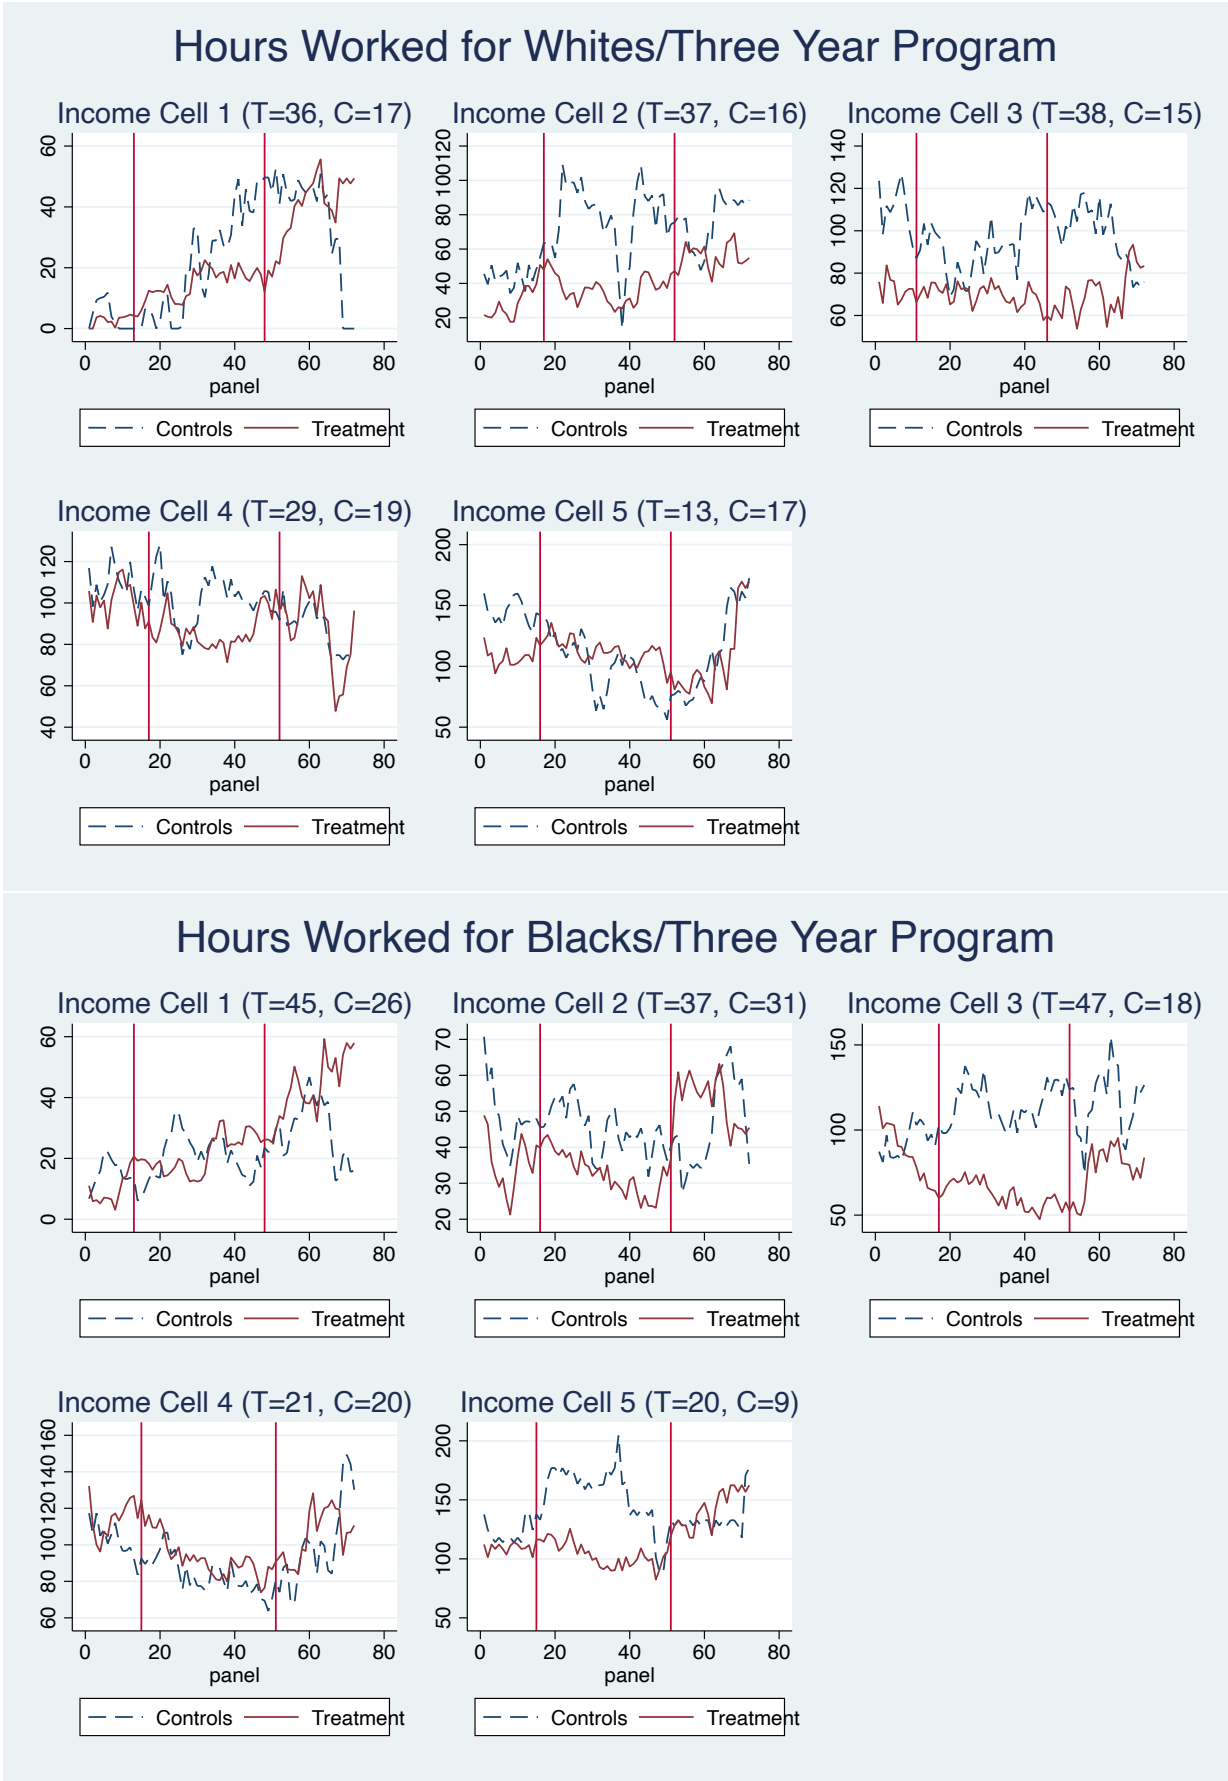 Hours Worked for Whites/Three Year Program
Income Cell 1 (T=36, C=17)
0 20 40 60
0 20 40 60 80
panel
Controls Treatment
Income Cell 2 (T=37, C=16)
20 40 60 80 100 120
0 20 40 60 80
panel
Controls Treatment
Income Cell 3 (T=38, C=15)
60 80 100 120 140
0 20 40 60 80
panel
Controls Treatment
Income Cell 4 (T=29, C=19)
40 60 80 100 120
0 20 40 60 80
panel
Controls Treatment
Income Cell 5 (T=13, C=17)
50 100 150 200
0 20 40 60 80
panel
Controls Treatment
Hours Worked for Blacks/Three Year Program
Income Cell 1 (T=45, C=26)
0 20 40 60
0 20 40 60 80
panel
Controls Treatment
Income Cell 2 (T=37, C=31)
20 30 40 50 60 70
0 20 40 60 80
panel
Controls Treatment
Income Cell 3 (T=47, C=18)
50 100 150
0 20 40 60 80
panel
Controls Treatment
Income Cell 4 (T=21, C=20)
60 80 100 120 140 160
0 20 40 60 80
panel
Controls Treatment
Income Cell 5 (T=20, C=9)
50 100 150 200
0 20 40 60 80
panel
Controls Treatment